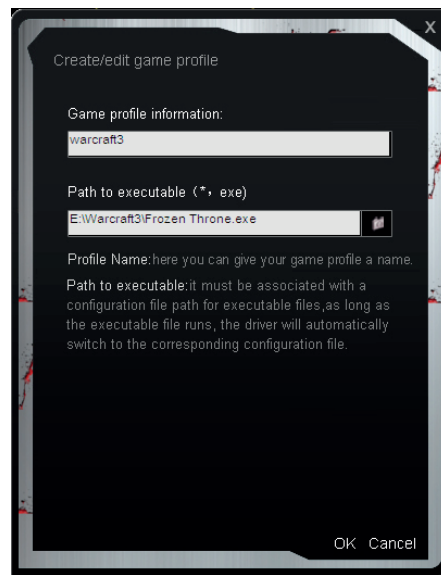 X
Create/edit game profile
Game profile information:
warcraft3
Path to executable (*，exe)
E:\Warcraft3\Frozen Throne.exe
Profile Name:here you can give your game profile a name.
Path to executable:it must be associated with a
configuration file path for executable files,as long as
the executable file runs, the driver will automatically
switch to the corresponding configuration file.
OK Cancel